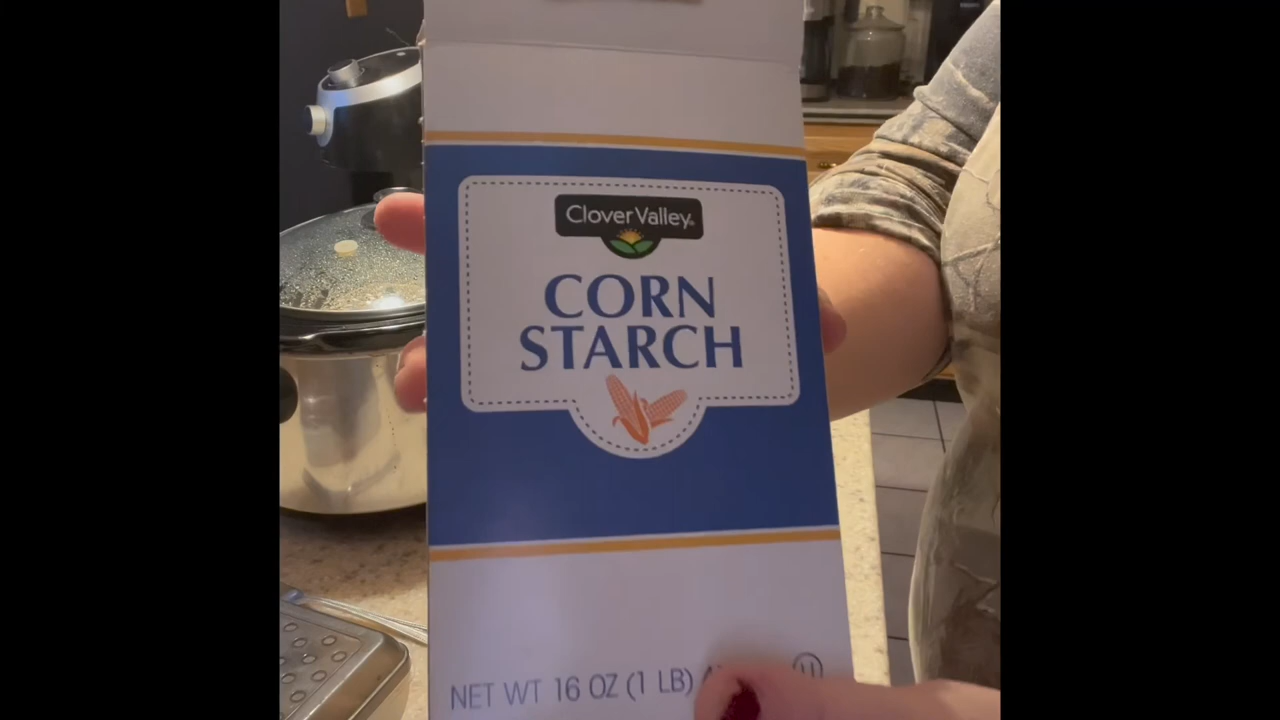 Clover Valley®
CORN
STARCH
NET WT 16 OZ (1 LB)
U